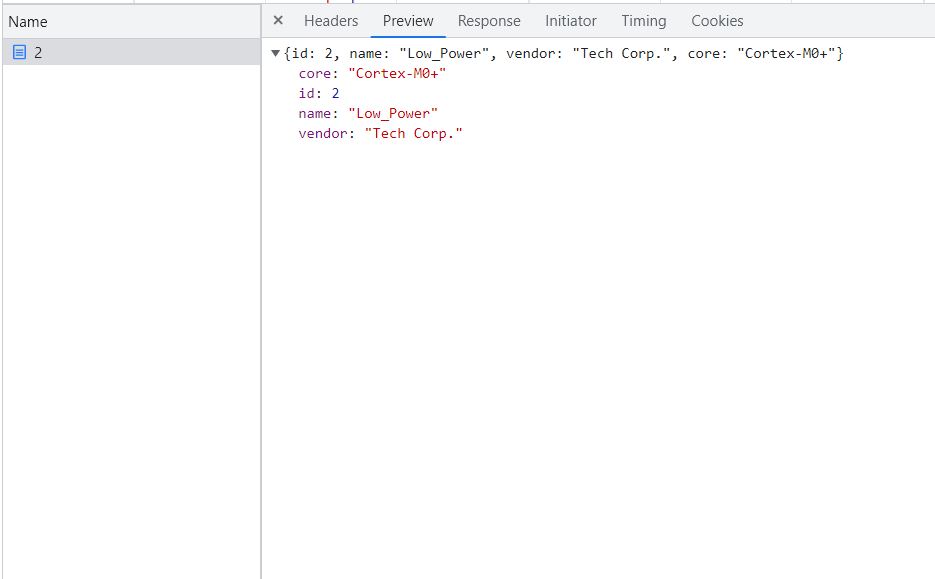 Name
2
× Headers Preview Response Initiator Timing Cookies
▼{id: 2, name: "Low_Power", vendor: "Tech Corp.", core: "Cortex-M0+"}
core: "Cortex-M0+"
id: 2
name: "Low_Power"
vendor: "Tech Corp."